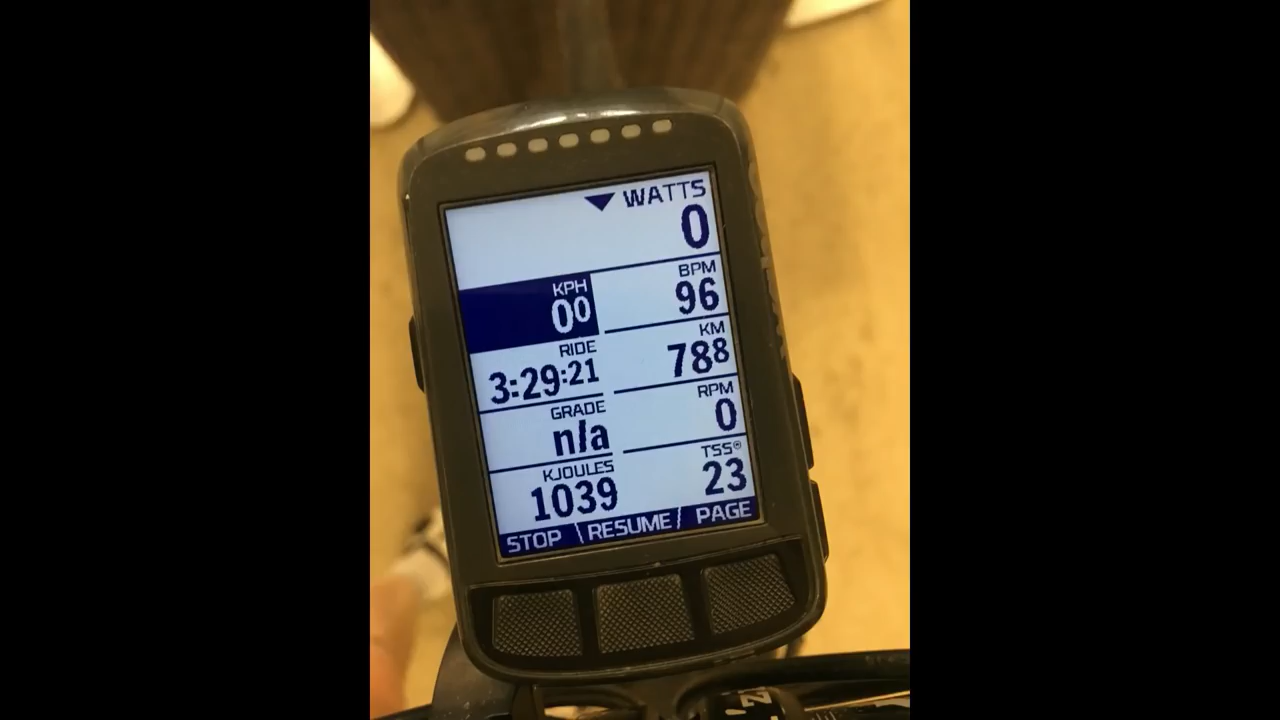 WATTS
0
KPH
00
BPM
96
RIDE
3:29:21
KM
788
GRADE
n/a
RPM
0
KJOULES
1039
TSS®
23
STOP \ RESUME / PAGE